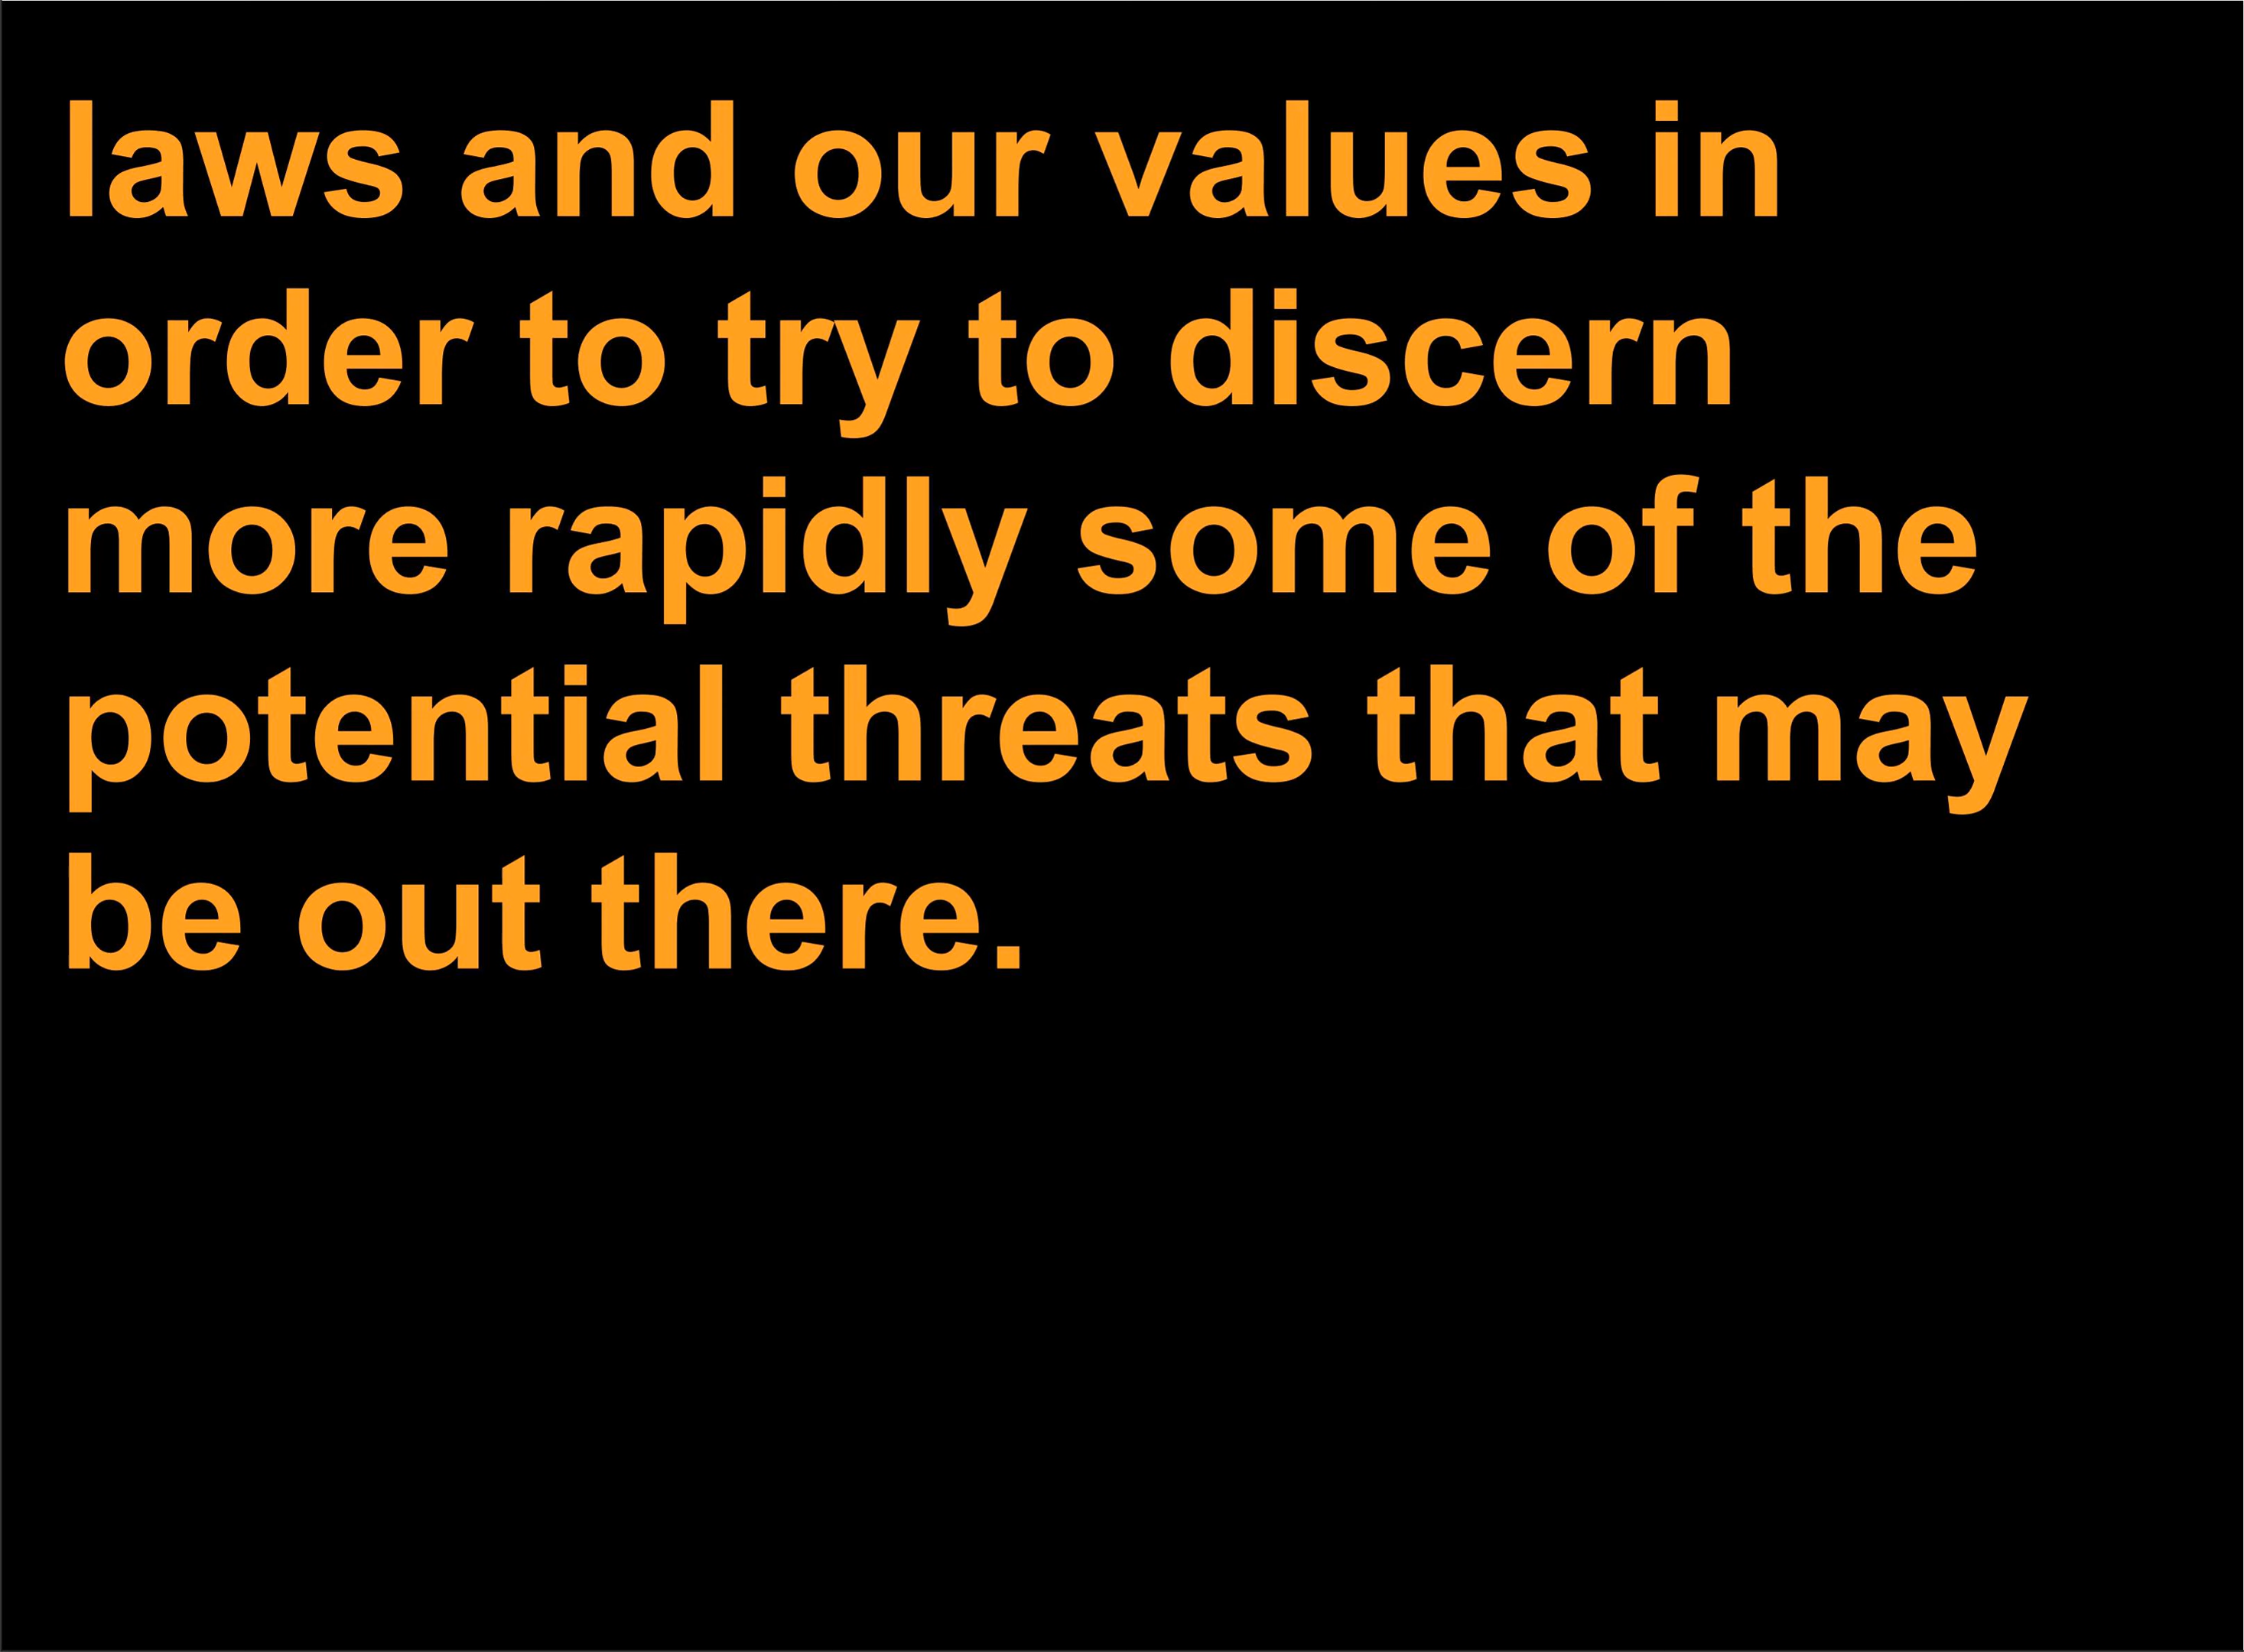 laws and our values in
order to try to discern
more rapidly some of the
potential threats that may
be out there.